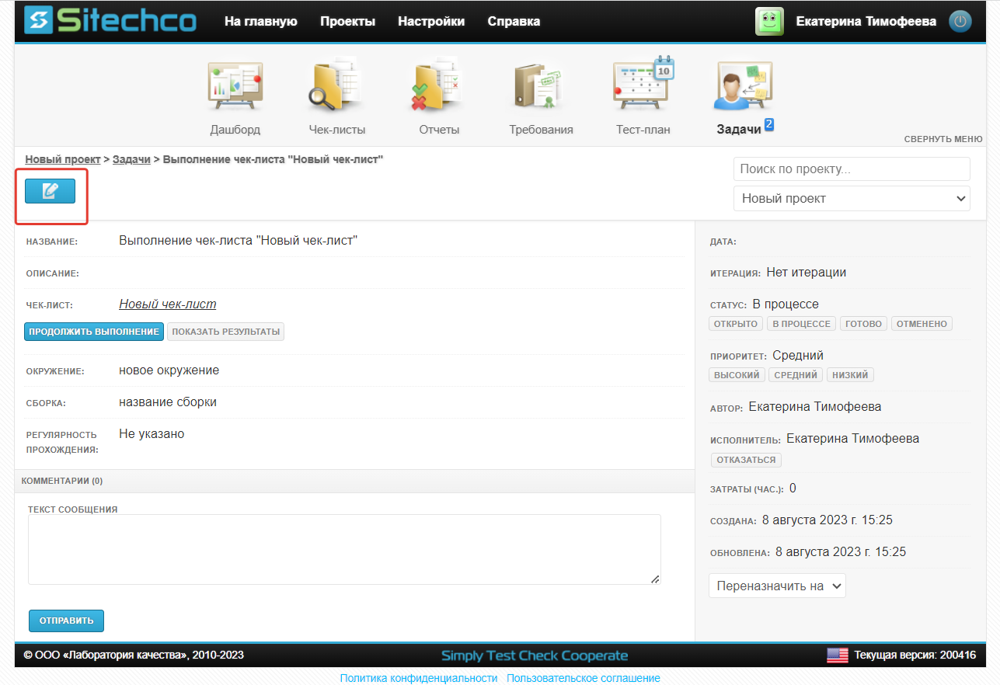 Sitechco
На главную Проекты Настройки Справка
Екатерина Тимофеева
10
Дашборд Чек-листы Отчеты Требования Тест-план Задачи 2
СВЕРНУТЬ МЕНЮ
Новый проект > Задачи > Выполнение чек-листа "Новый чек-лист"
Поиск по проекту...
Новый проект
НАЗВАНИЕ: Выполнение чек-листа "Новый чек-лист"
ОПИСАНИЕ:
ЧЕК-ЛИСТ: Новый чек-лист
ПРОДОЛЖИТЬ ВЫПОЛНЕНИЕ ПОКАЗАТЬ РЕЗУЛЬТАТЫ
ОКРУЖЕНИЕ: новое окружение
СБОРКА: название сборки
РЕГУЛЯРНОСТЬ Не указано
ПРОХОЖДЕНИЯ:
КОММЕНТАРИИ (0)
ТЕКСТ СООБЩЕНИЯ
ОТПРАВИТЬ
ДАТА:
ИТЕРАЦИЯ: Нет итерации
СТАТУС: В процессе
ОТКРЫТО В ПРОЦЕССЕ ГОТОВО ОТМЕНЕНО
ПРИОРИТЕТ: Средний
ВЫСОКИЙ СРЕДНИЙ НИЗКИЙ
АВТОР: Екатерина Тимофеева
ИСПОЛНИТЕЛЬ: Екатерина Тимофеева
ОТКАЗАТЬСЯ
ЗАТРАТЫ (ЧАС.): 0
СОЗДАНА: 8 августа 2023 г. 15:25
ОБНОВЛЕНА: 8 августа 2023 г. 15:25
Переназначить на
© ООО «Лаборатория качества», 2010-2023
Simply Test Check Cooperate
Текущая версия: 200416
Политика конфиденциальности Пользовательское соглашение